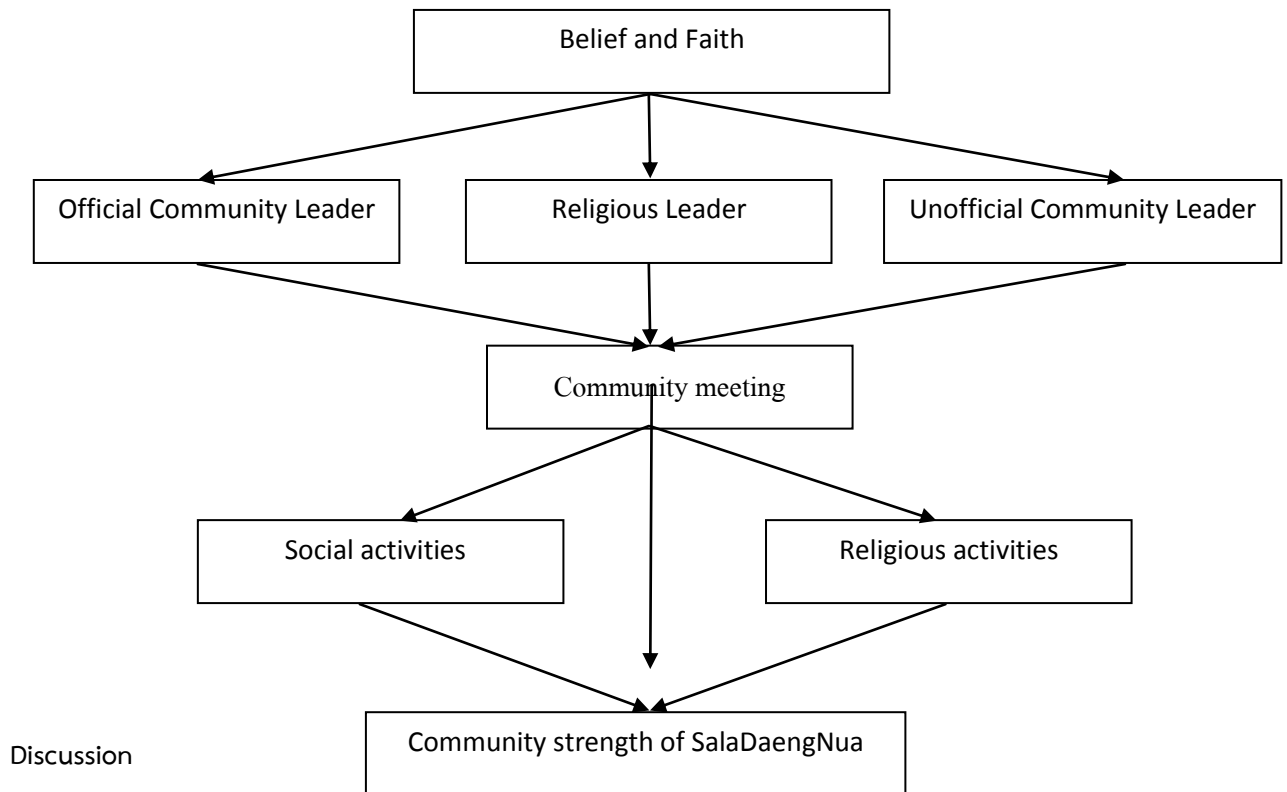 Belief and Faith
Official Community Leader
Religious Leader
Unofficial Community Leader
Community meeting
Social activities
Religious activities
Community strength of SalaDaengNua
Discussion